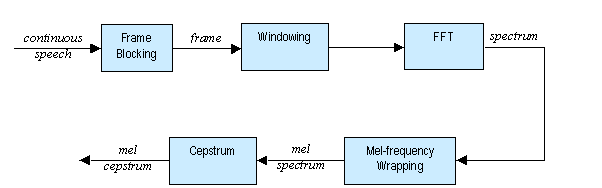 continuous
speech
Frame
Blocking
frame
Windowing
FFT
spectrum
mel
cepstrum
Cepstrum
mel
spectrum
Mel-frequency
Wrapping